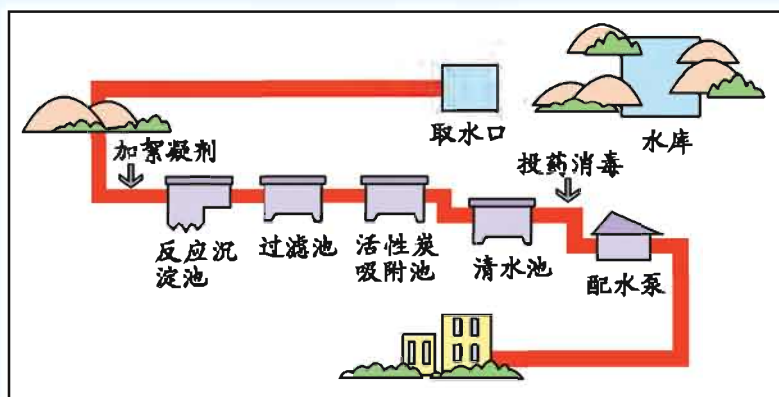 取水口
水库
加絮凝剂
投药消毒
反应沉
淀池
过滤池
活性炭
吸附池
清水池
配水泵